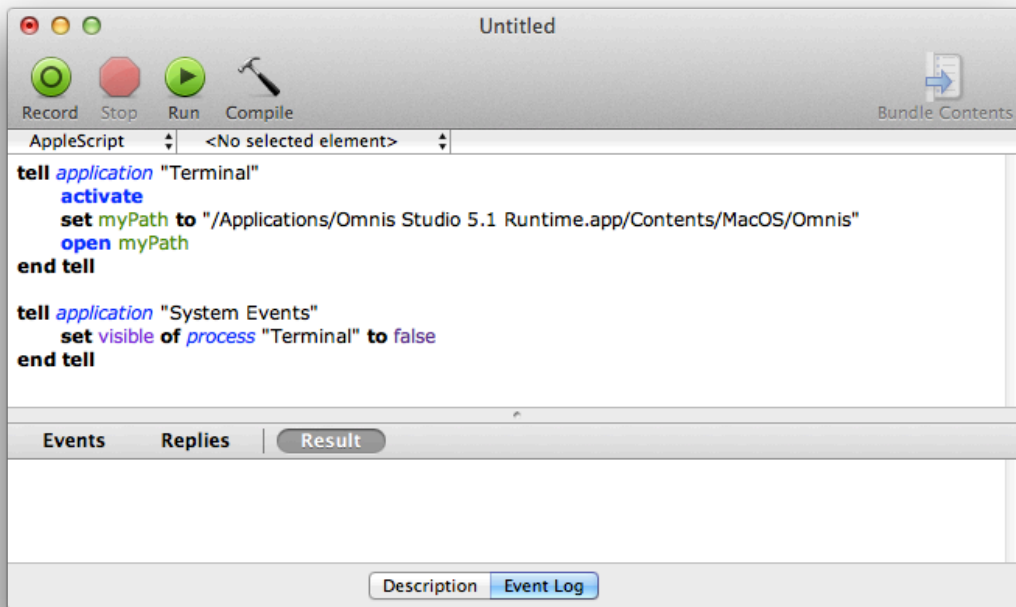 Untitled
Record Stop Run Compile Bundle Contents
AppleScript <No selected element>
tell application "Terminal"
activate
set myPath to "/Applications/Omnis Studio 5.1 Runtime.app/Contents/MacOS/Omnis"
open myPath
end tell
tell application "System Events"
set visible of process "Terminal" to false
end tell
Events Replies Result
Description Event Log